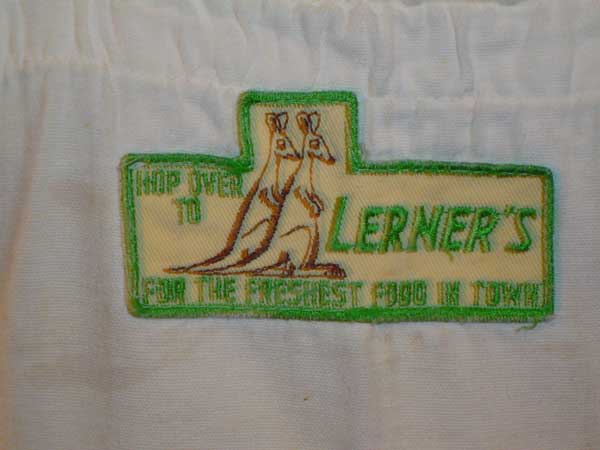 HOP OVER
TO
LERNER'S
FOR THE FRESHEST FOOD IN TOWN